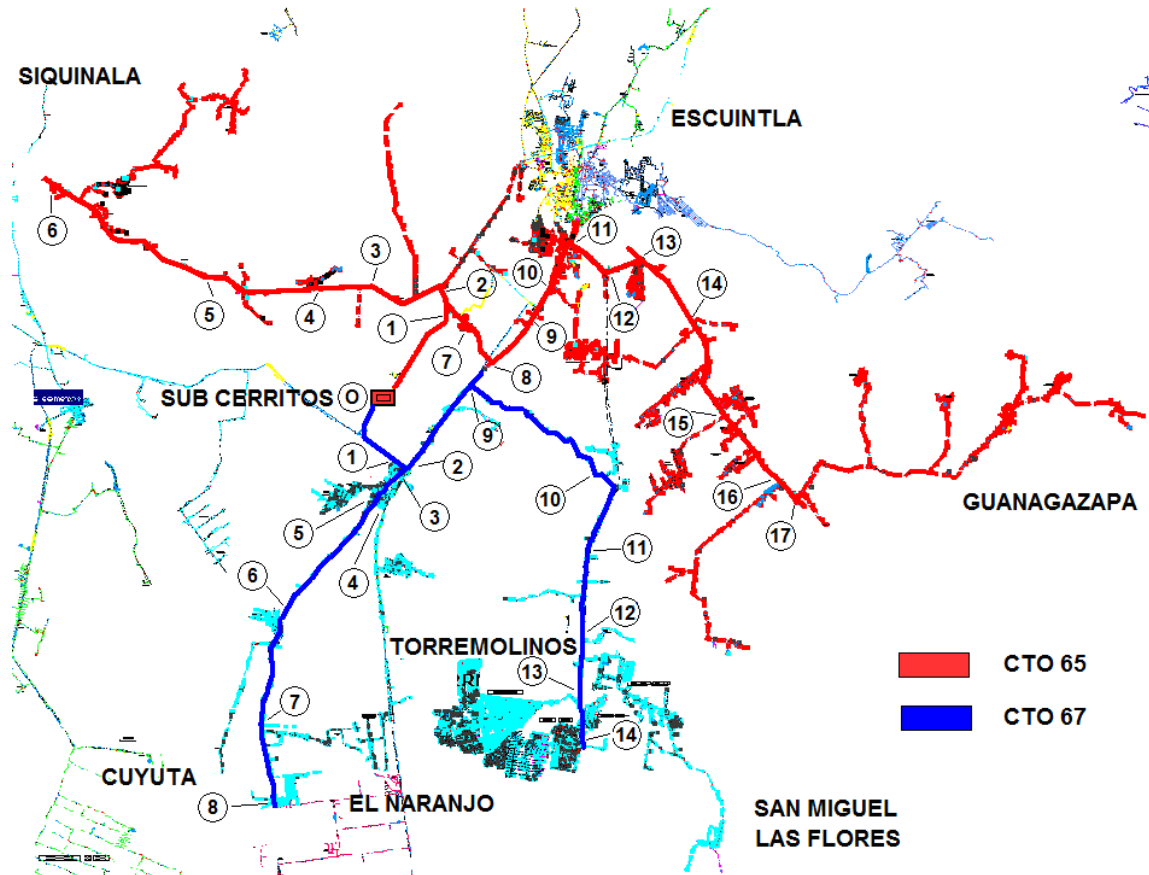 SIQUINALA
ESCUINTLA
6
3
11
13
2
10
14
5
4
1
12
7
9
8
SUB CERRITOS O
15
1
2
9
10
16
GUANAGAZAPA
5
3
17
4
11
6
12
TORREMOLINOS
13
CTO 65
7
CTO 67
14
CUYUTA
8
EL NARANJO
SAN MIGUEL
LAS FLORES